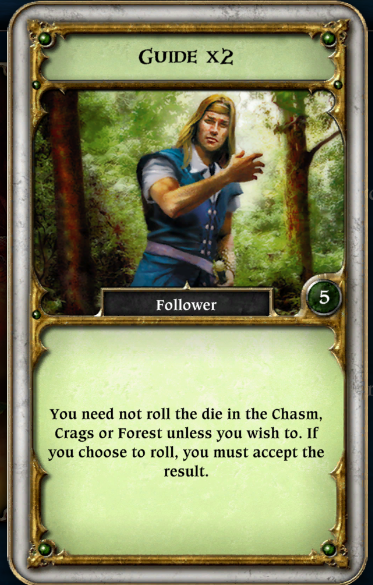 GUIDE X2
Follower
5
You need not roll the die in the Chasm,
Crags or Forest unless you wish to. If
you choose to roll, you must accept the
result.